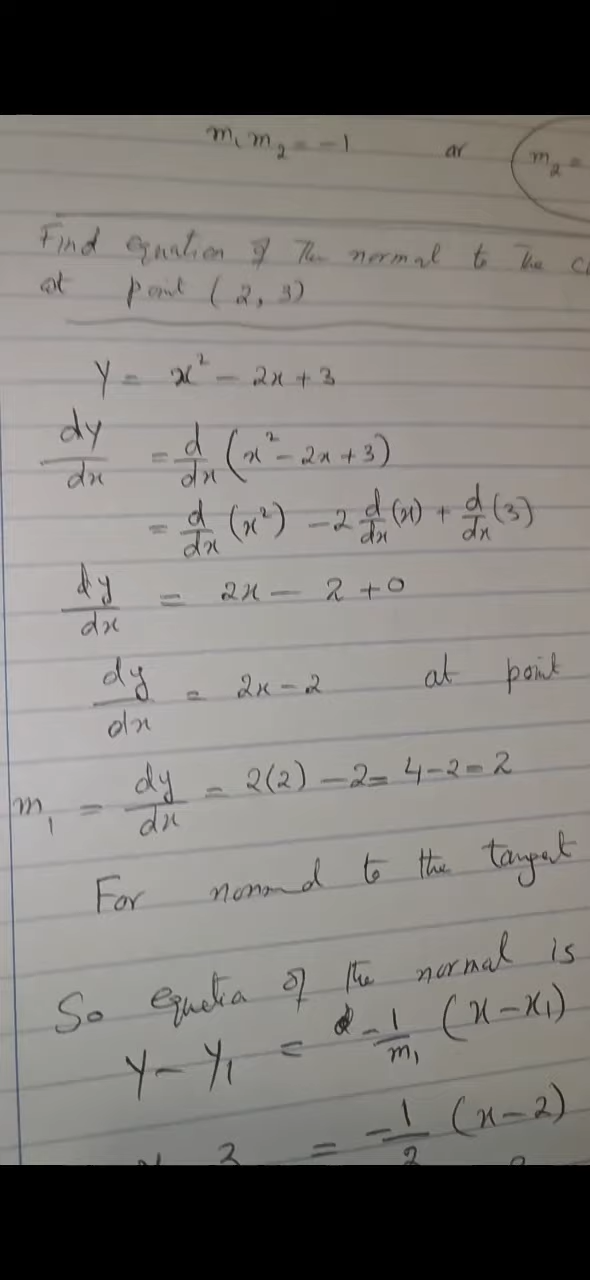 m₁ m₂ = -1 or m₂ =
Find equation of The normal to the
at point (2, 3)
Y = x² - 2x + 3
dy/dx = d/dx (x² - 2x + 3)
= d/dx (x²) - 2 d/dx (x) + d/dx (3)
dy/dx = 2x - 2 + 0
dy/dx = 2x - 2 at point
m₁ = dy/dx = 2(2) - 2 = 4 - 2 = 2
For normal to the tangent
So equation of the normal is
Y - Y₁ = -1/m₁ (x - x₁)
3 = -1/2 (x - 2)